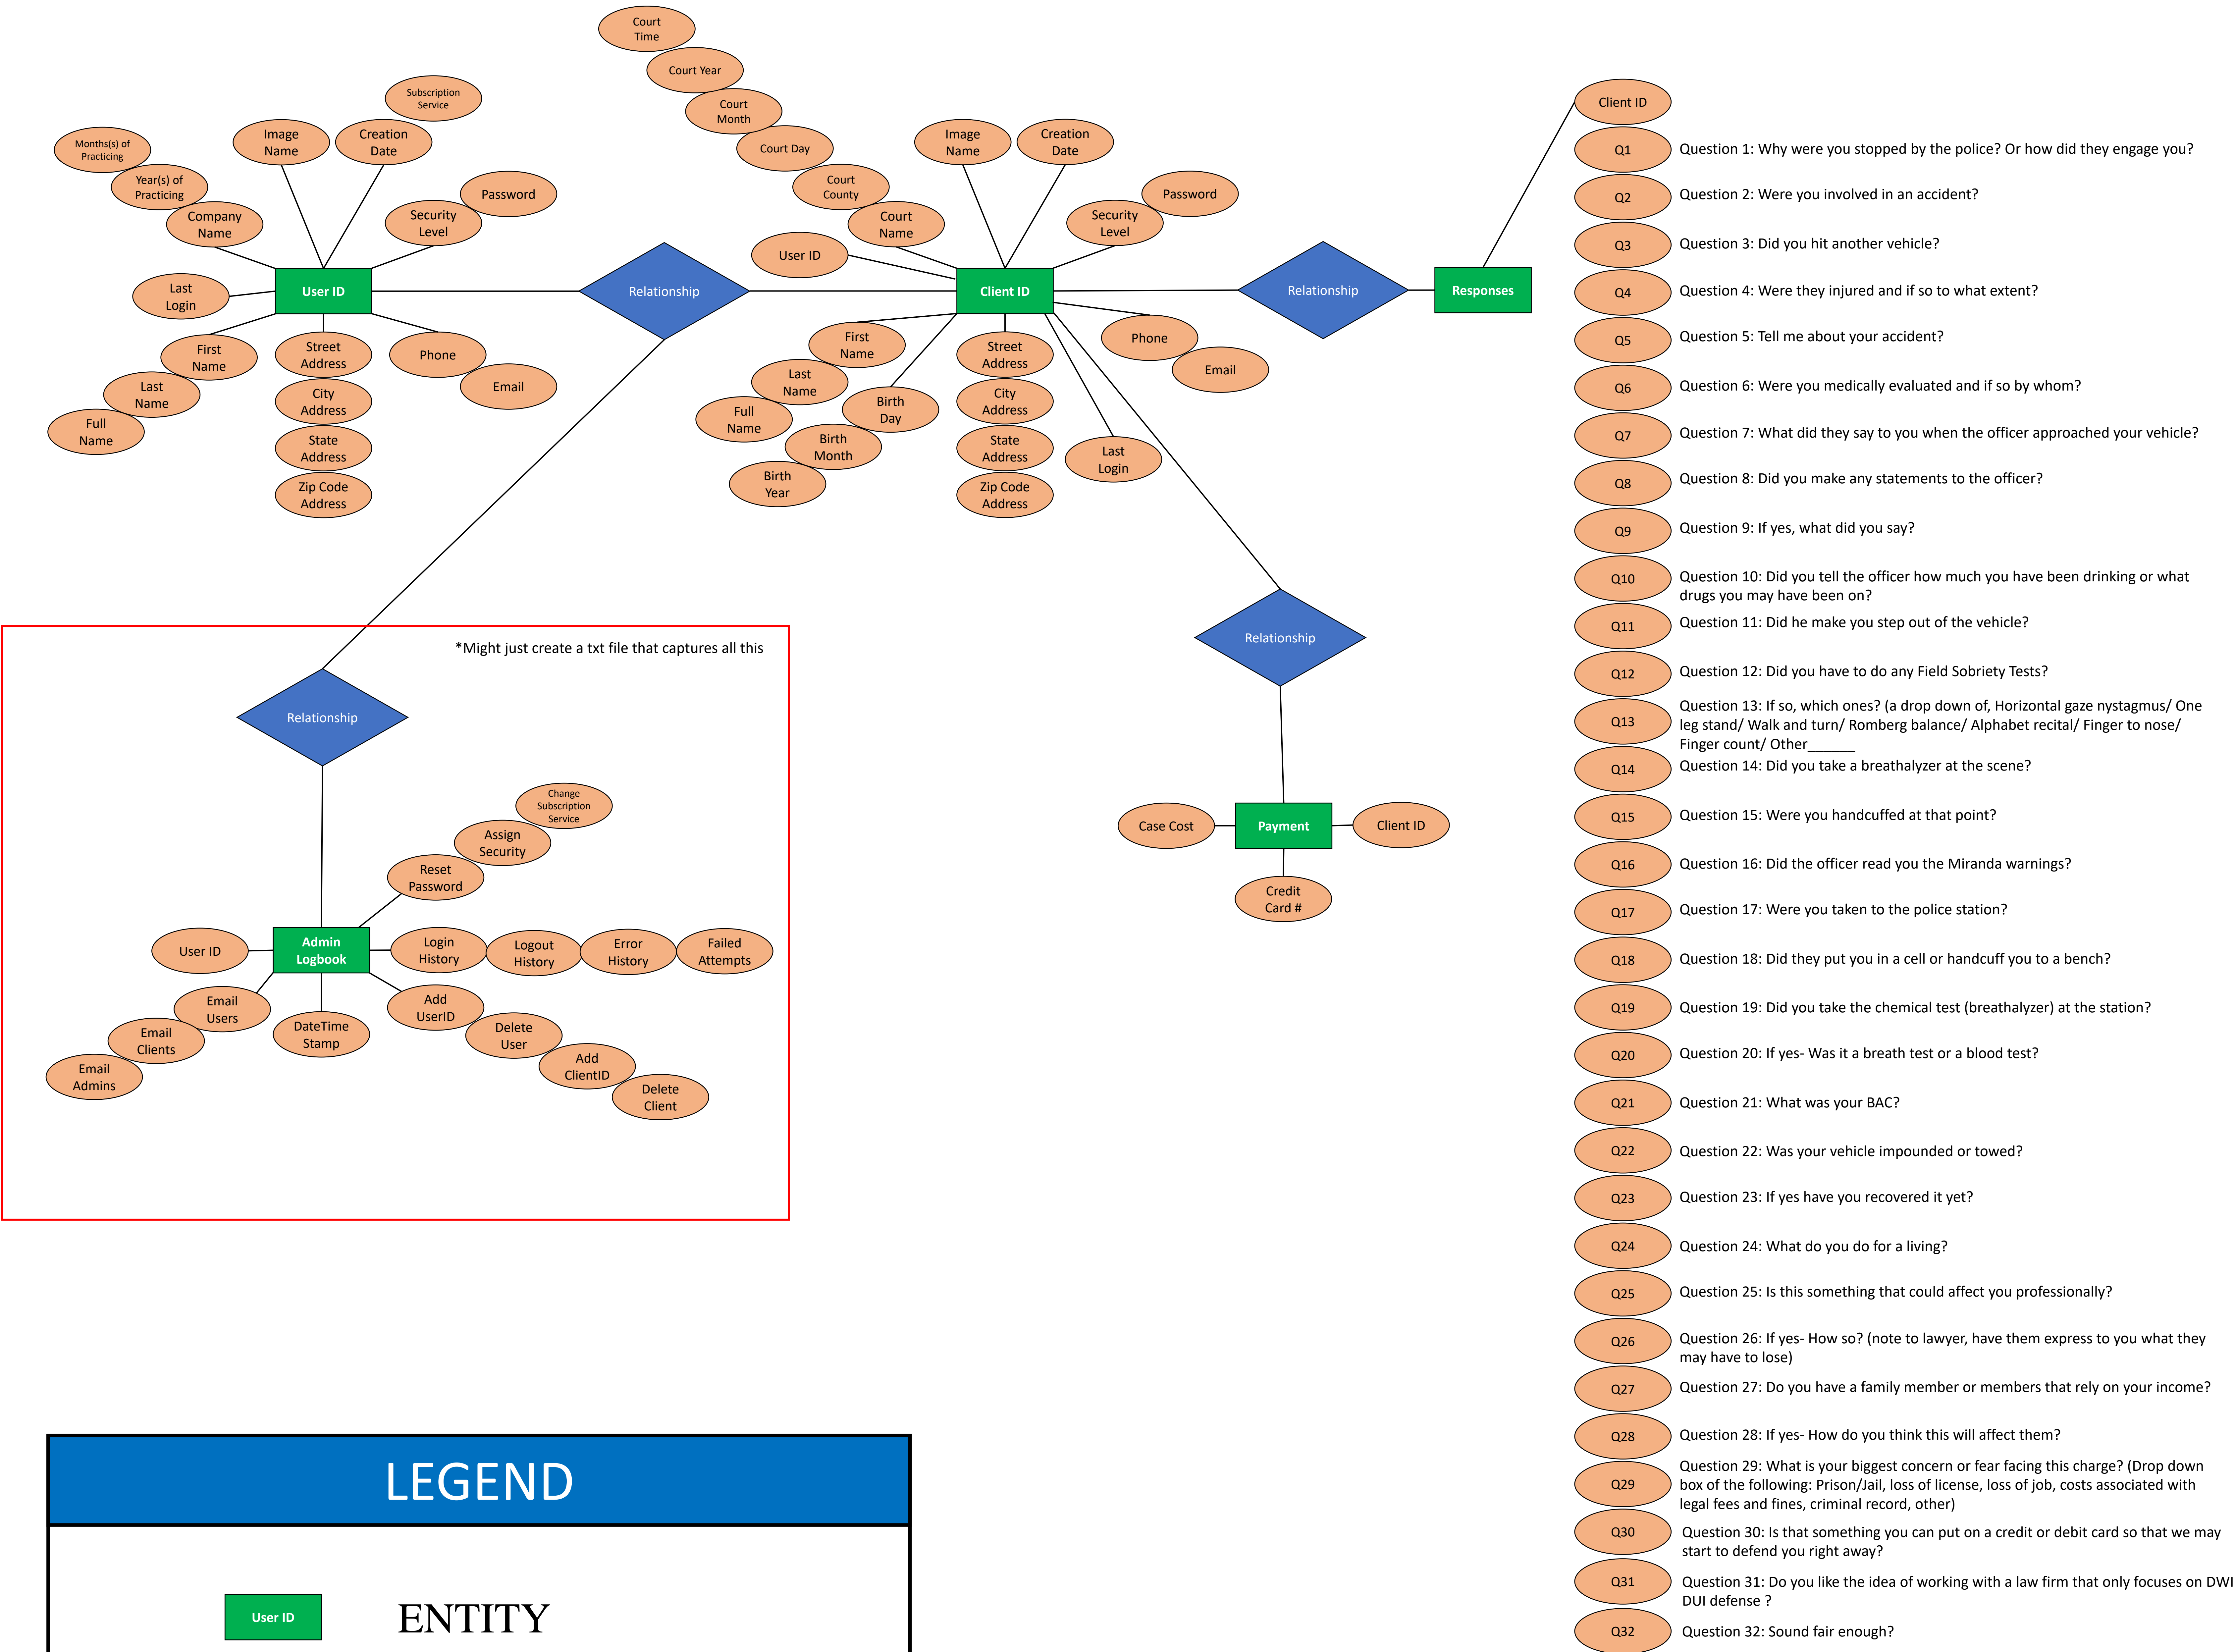 Court
Time
Court Year
Court
Month
Court Day
Court
County
Court
Name
User ID
Subscription
Service
Creation
Date
Image
Name
Months(s) of
Practicing
Year(s) of
Practicing
Company
Name
Password
Security
Level
Last
Login
User ID
First
Name
Last
Name
Full
Name
Street
Address
City
Address
State
Address
Zip Code
Address
Phone
Email
Relationship
Image
Name
Creation
Date
Password
Security
Level
Client ID
First
Name
Last
Name
Full
Name
Birth
Day
Birth
Month
Birth
Year
Street
Address
City
Address
State
Address
Zip Code
Address
Last
Login
Phone
Email
Relationship
Responses
Relationship
Payment
Case Cost
Client ID
Credit
Card #
*Might just create a txt file that captures all this
Relationship
Change
Subscription
Service
Assign
Security
Reset
Password
User ID
Admin
Logbook
Login
History
Logout
History
Error
History
Failed
Attempts
Email
Users
Email
Clients
Email
Admins
DateTime
Stamp
Add
UserID
Delete
User
Add
ClientID
Delete
Client
Client ID
Q1 Question 1: Why were you stopped by the police? Or how did they engage you?
Q2 Question 2: Were you involved in an accident?
Q3 Question 3: Did you hit another vehicle?
Q4 Question 4: Were they injured and if so to what extent?
Q5 Question 5: Tell me about your accident?
Q6 Question 6: Were you medically evaluated and if so by whom?
Q7 Question 7: What did they say to you when the officer approached your vehicle?
Q8 Question 8: Did you make any statements to the officer?
Q9 Question 9: If yes, what did you say?
Q10 Question 10: Did you tell the officer how much you have been drinking or what
drugs you may have been on?
Q11 Question 11: Did he make you step out of the vehicle?
Q12 Question 12: Did you have to do any Field Sobriety Tests?
Q13 Question 13: If so, which ones? (a drop down of, Horizontal gaze nystagmus/ One
leg stand/ Walk and turn/ Romberg balance/ Alphabet recital/ Finger to nose/
Finger count/ Other______
Q14 Question 14: Did you take a breathalyzer at the scene?
Q15 Question 15: Were you handcuffed at that point?
Q16 Question 16: Did the officer read you the Miranda warnings?
Q17 Question 17: Were you taken to the police station?
Q18 Question 18: Did they put you in a cell or handcuff you to a bench?
Q19 Question 19: Did you take the chemical test (breathalyzer) at the station?
Q20 Question 20: If yes- Was it a breath test or a blood test?
Q21 Question 21: What was your BAC?
Q22 Question 22: Was your vehicle impounded or towed?
Q23 Question 23: If yes have you recovered it yet?
Q24 Question 24: What do you do for a living?
Q25 Question 25: Is this something that could affect you professionally?
Q26 Question 26: If yes- How so? (note to lawyer, have them express to you what they
may have to lose)
Q27 Question 27: Do you have a family member or members that rely on your income?
Q28 Question 28: If yes- How do you think this will affect them?
Q29 Question 29: What is your biggest concern or fear facing this charge? (Drop down
box of the following: Prison/Jail, loss of license, loss of job, costs associated with
legal fees and fines, criminal record, other)
Q30 Question 30: Is that something you can put on a credit or debit card so that we may
start to defend you right away?
Q31 Question 31: Do you like the idea of working with a law firm that only focuses on DWI
DUI defense ?
Q32 Question 32: Sound fair enough?
LEGEND
User ID ENTITY